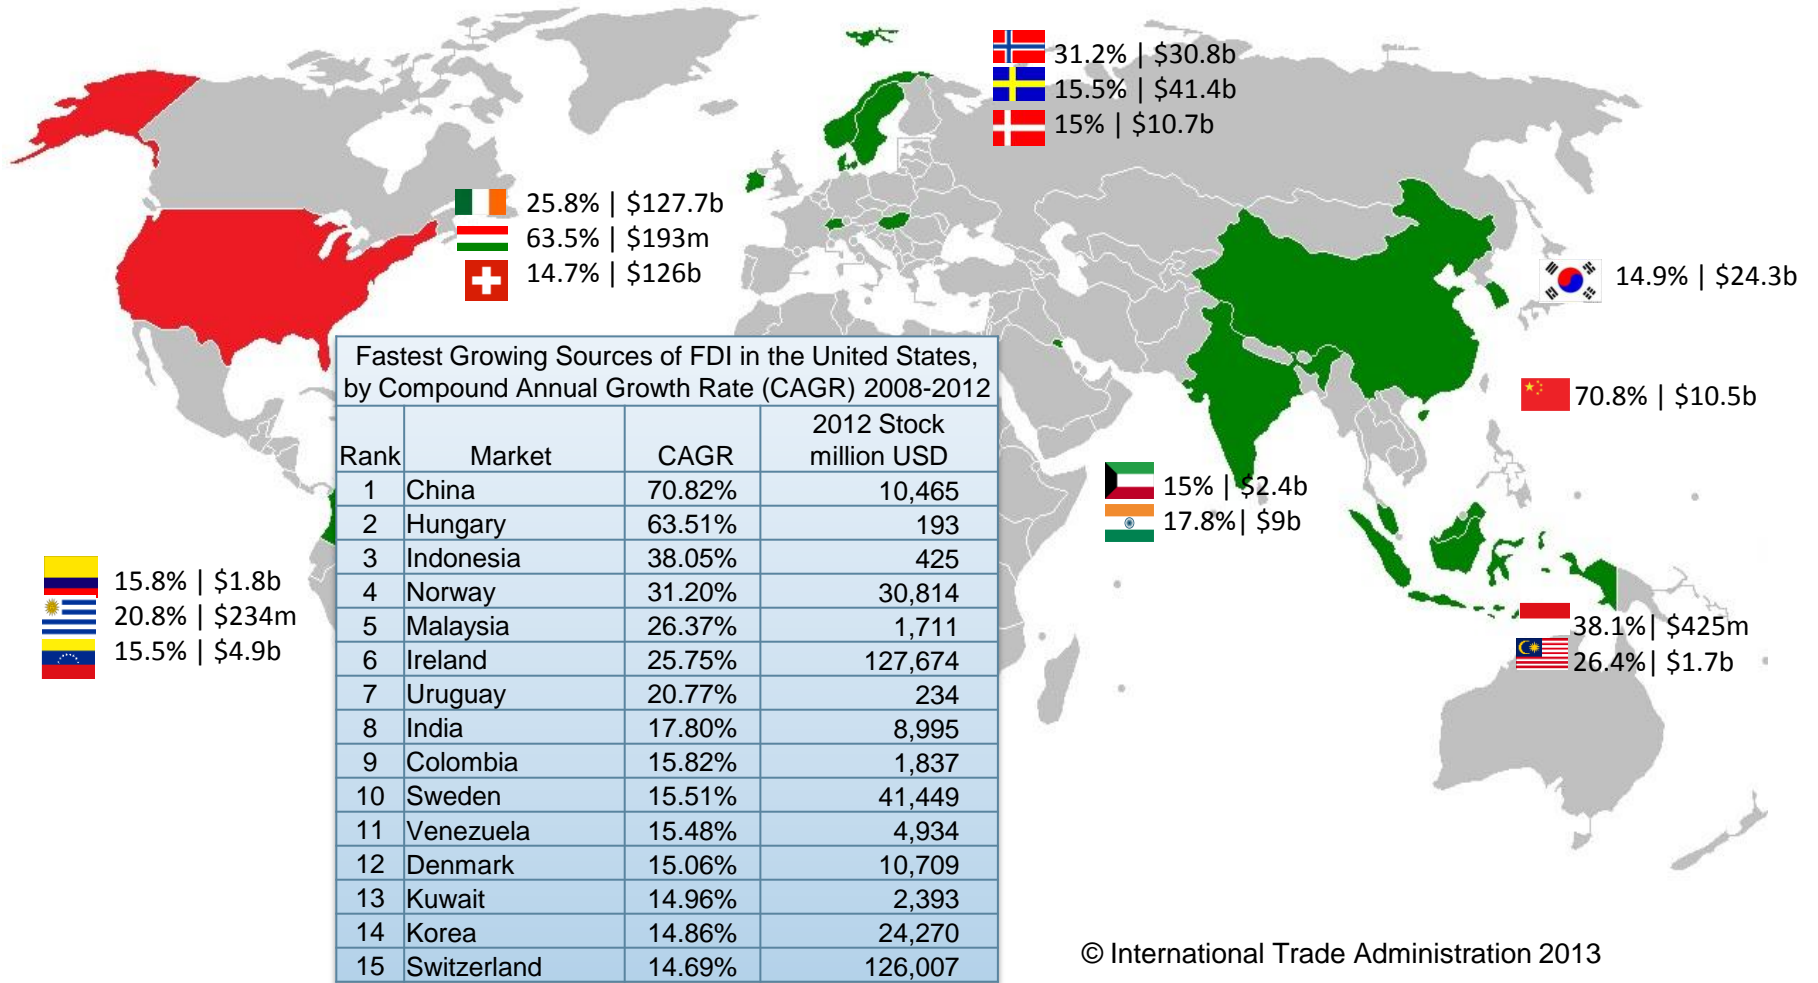 31.2% | $30.8b
15.5% | $41.4b
15% | $10.7b
25.8% | $127.7b
63.5% | $193m
14.7% | $126b
14.9% | $24.3b
70.8% | $10.5b
15% | $2.4b
17.8%| $9b
15.8% | $1.8b
20.8% | $234m
15.5% | $4.9b
38.1%| $425m
26.4%| $1.7b
Fastest Growing Sources of FDI in the United States,
by Compound Annual Growth Rate (CAGR) 2008-2012
Rank Market CAGR 2012 Stock
million USD
1 China 70.82% 10,465
2 Hungary 63.51% 193
3 Indonesia 38.05% 425
4 Norway 31.20% 30,814
5 Malaysia 26.37% 1,711
6 Ireland 25.75% 127,674
7 Uruguay 20.77% 234
8 India 17.80% 8,995
9 Colombia 15.82% 1,837
10 Sweden 15.51% 41,449
11 Venezuela 15.48% 4,934
12 Denmark 15.06% 10,709
13 Kuwait 14.96% 2,393
14 Korea 14.86% 24,270
15 Switzerland 14.69% 126,007
© International Trade Administration 2013